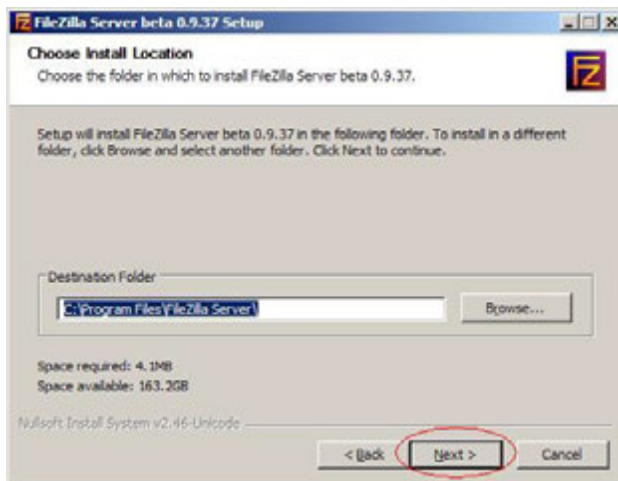 FileZilla Server beta 0.9.37 Setup
Choose Install Location
Choose the folder in which to install FileZilla Server beta 0.9.37.
FZ
Setup will install FileZilla Server beta 0.9.37 in the following folder. To install in a different
folder, click Browse and select another folder. Click Next to continue.
Destination Folder
C:\Program Files\FileZilla Server\
Browse...
Space required: 4.1MB
Space available: 163.2GB
Nullsoft Install System v2.46-Unicode
< Back
Next >
Cancel